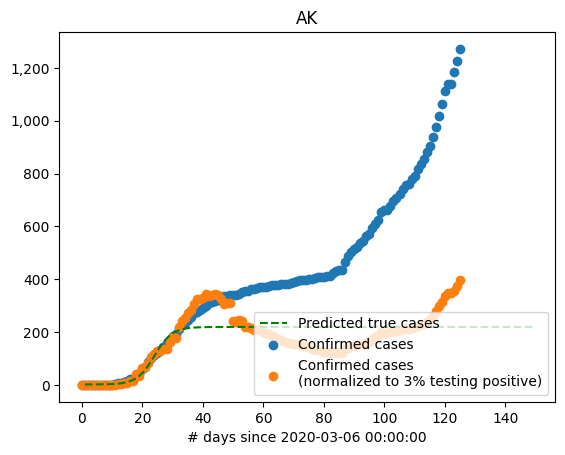 AK
1,200
1,000
800
600
400
200
0
Predicted true cases
Confirmed cases
Confirmed cases
(normalized to 3% testing positive)
0 20 40 60 80 100 120 140
# days since 2020-03-06 00:00:00